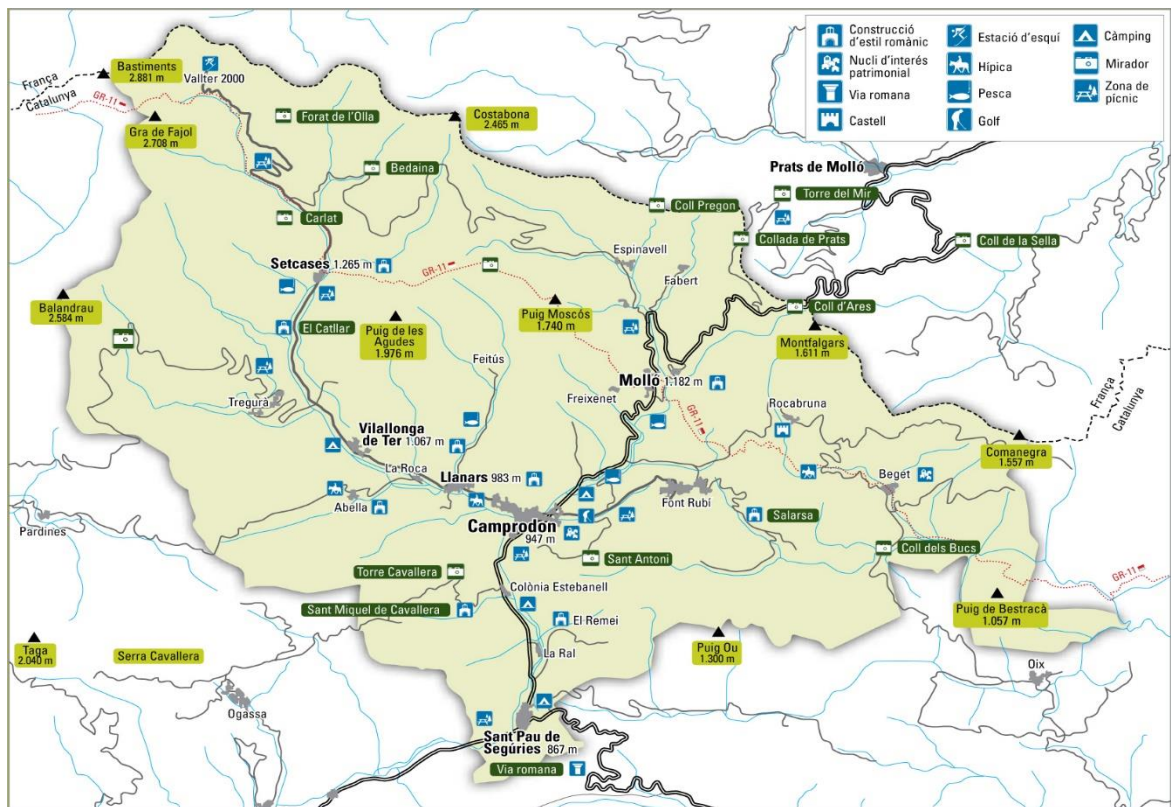 Construcció
d'estil romànic
Nucli d'interés
patrimonial
Via romana
Castell
Estació d'esquí
Hípica
Pesca
Golf
Càmping
Mirador
Zona de
pícnic
França
Catalunya
Bastiments
2.881 m
Vallter 2000
GR-11
Gra de Fajol
2.708 m
Forat de l'Olla
Costabona
2.465 m
Bedaina
Prats de Molló
Torre del Mir
Carlat
Coll Pregon
Collada de Prats
Coll de la Sella
Espinavell
Fabert
Setcases 1.265 m
GR-11
Balandrau
2.584 m
El Catllar
Puig de les
Agudes
1.976 m
Puig Moscós
1.740 m
Coll d'Ares
Montfalgars
1.611 m
Feitús
Molló 1.182 m
Freixenet
Tregurà
Rocabruna
França
Catalunya
GR-11
Vilallonga
de Ter 1.067 m
Comanegra
1.557 m
La Roca
Llanars 983 m
Beget
Abella
Font Rubí
Camprodon
947 m
Salarsa
Pardines
Coll dels Bucs
Sant Antoni
Torre Cavallera
GR-11
Colònia Estebanell
Sant Miquel de Cavallera
Puig de Bestracà
1.057 m
El Remei
Taga
2.040 m
Serra Cavallera
La Ral
Puig Ou
1.300 m
Oix
Ogassa
Sant Pau de
Segúries 867 m
Via romana